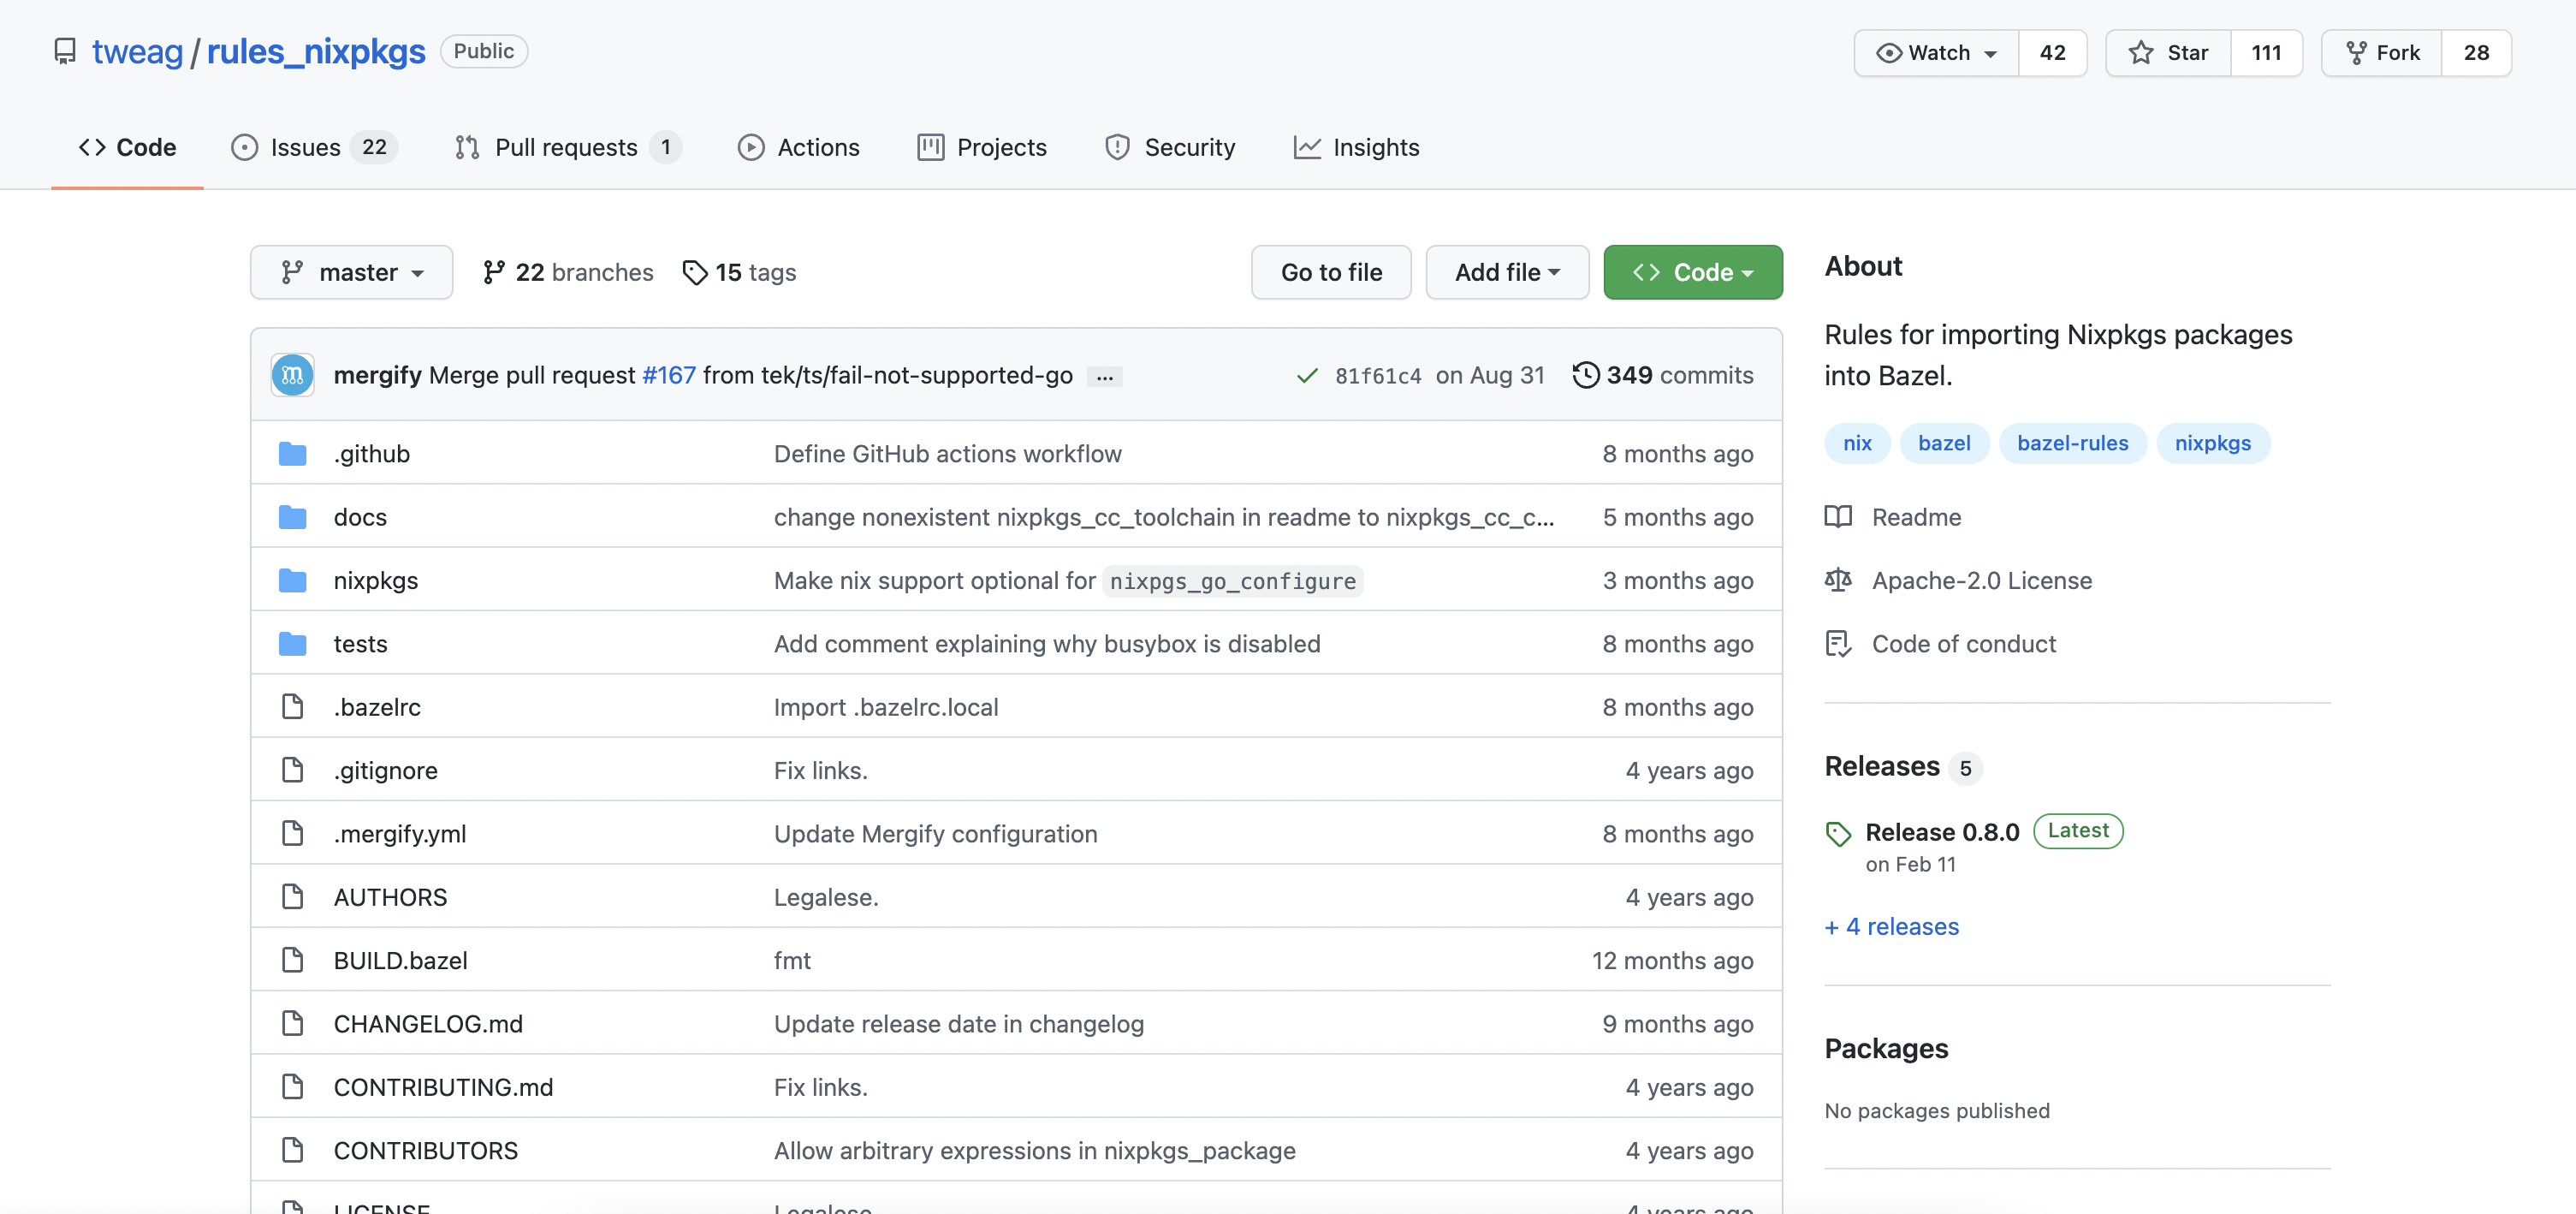 tweag / rules_nixpkgs Public Watch 42 Star 111 Fork 28
Code Issues 22 Pull requests 1 Actions Projects Security Insights
master 22 branches 15 tags Go to file Add file Code
mergify Merge pull request #167 from tek/ts/fail-not-supported-go ... 81f61c4 on Aug 31 349 commits
.github Define GitHub actions workflow 8 months ago
docs change nonexistent nixpkgs_cc_toolchain in readme to nixpkgs_cc_c... 5 months ago
nixpkgs Make nix support optional for nixpgs_go_configure 3 months ago
tests Add comment explaining why busybox is disabled 8 months ago
.bazelrc Import .bazelrc.local 8 months ago
.gitignore Fix links. 4 years ago
.mergify.yml Update Mergify configuration 8 months ago
AUTHORS Legalese. 4 years ago
BUILD.bazel fmt 12 months ago
CHANGELOG.md Update release date in changelog 9 months ago
CONTRIBUTING.md Fix links. 4 years ago
CONTRIBUTORS Allow arbitrary expressions in nixpkgs_package 4 years ago
LICENSE Legalese. 4 years ago
About
Rules for importing Nixpkgs packages
into Bazel.
nix bazel bazel-rules nixpkgs
Readme
Apache-2.0 License
Code of conduct
Releases 5
Release 0.8.0 Latest
on Feb 11
+ 4 releases
Packages
No packages published